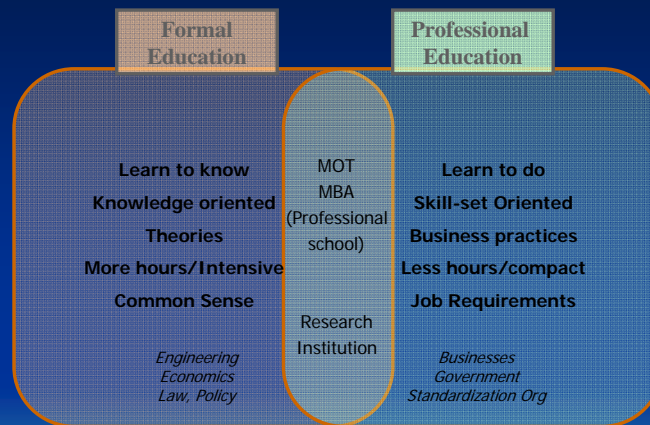 Formal
Education
Professional
Education
Learn to know
Knowledge oriented
Theories
More hours/Intensive
Common Sense
Engineering
Economics
Law, Policy
MOT
MBA
(Professional
school)
Research
Institution
Learn to do
Skill-set Oriented
Business practices
Less hours/compact
Job Requirements
Businesses
Government
Standardization Org